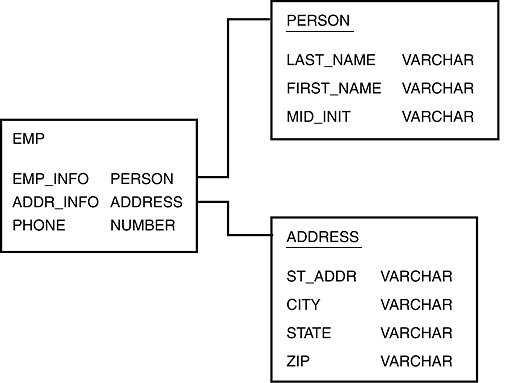 PERSON
LAST_NAME VARCHAR
FIRST_NAME VARCHAR
MID_INIT VARCHAR
EMP
EMP_INFO PERSON
ADDR_INFO ADDRESS
PHONE NUMBER
ADDRESS
ST_ADDR VARCHAR
CITY VARCHAR
STATE VARCHAR
ZIP VARCHAR